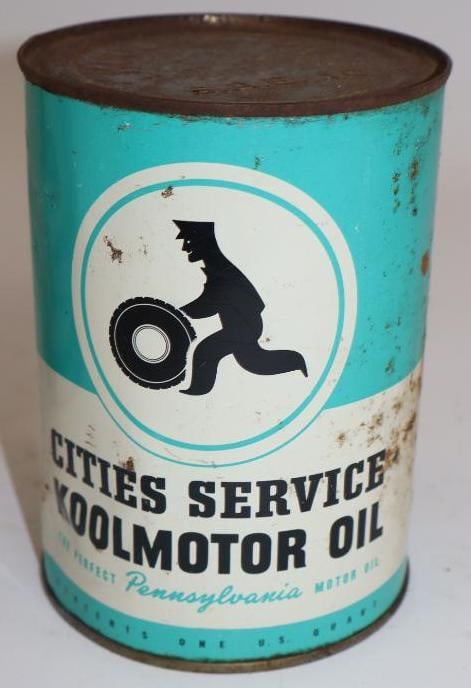 CITIES SERVICE
KOOLMOTOR OIL
THE PERFECT Pennsylvania MOTOR OIL
CONTENTS ONE U.S. QUART